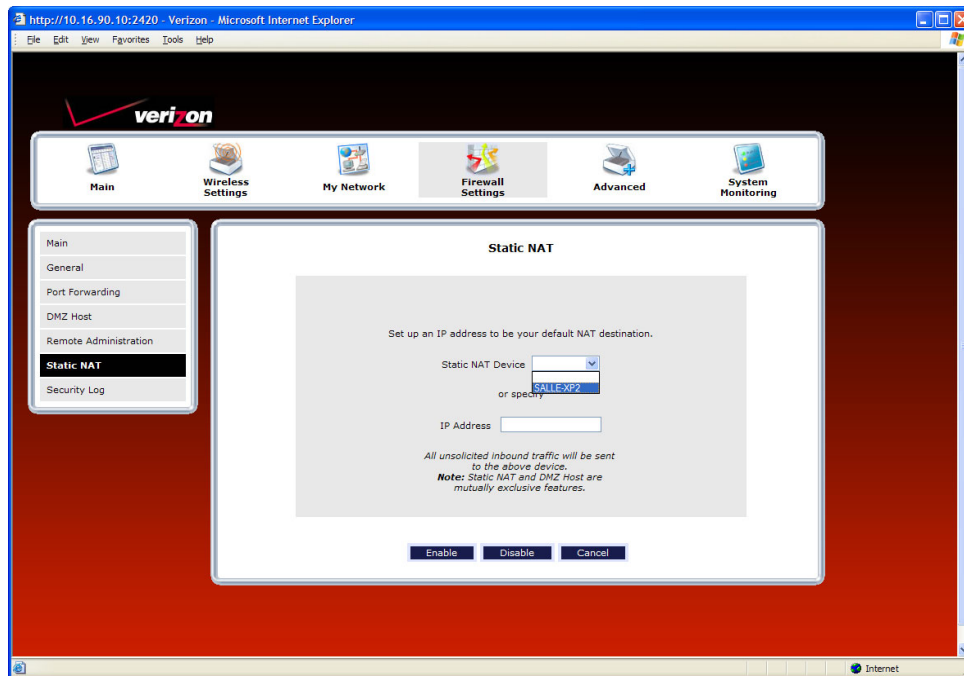 http://10.16.90.10:2420 - Verizon - Microsoft Internet Explorer
File Edit View Favorites Tools Help
verizon
Main
Wireless
Settings
My Network
Firewall
Settings
Advanced
System
Monitoring
Main
General
Port Forwarding
DMZ Host
Remote Administration
Static NAT
Security Log
Static NAT
Set up an IP address to be your default NAT destination.
Static NAT Device
SALLE-XP2
or specify
IP Address
All unsolicited inbound traffic will be sent
to the above device.
Note: Static NAT and DMZ Host are
mutually exclusive features.
Enable Disable Cancel
Internet